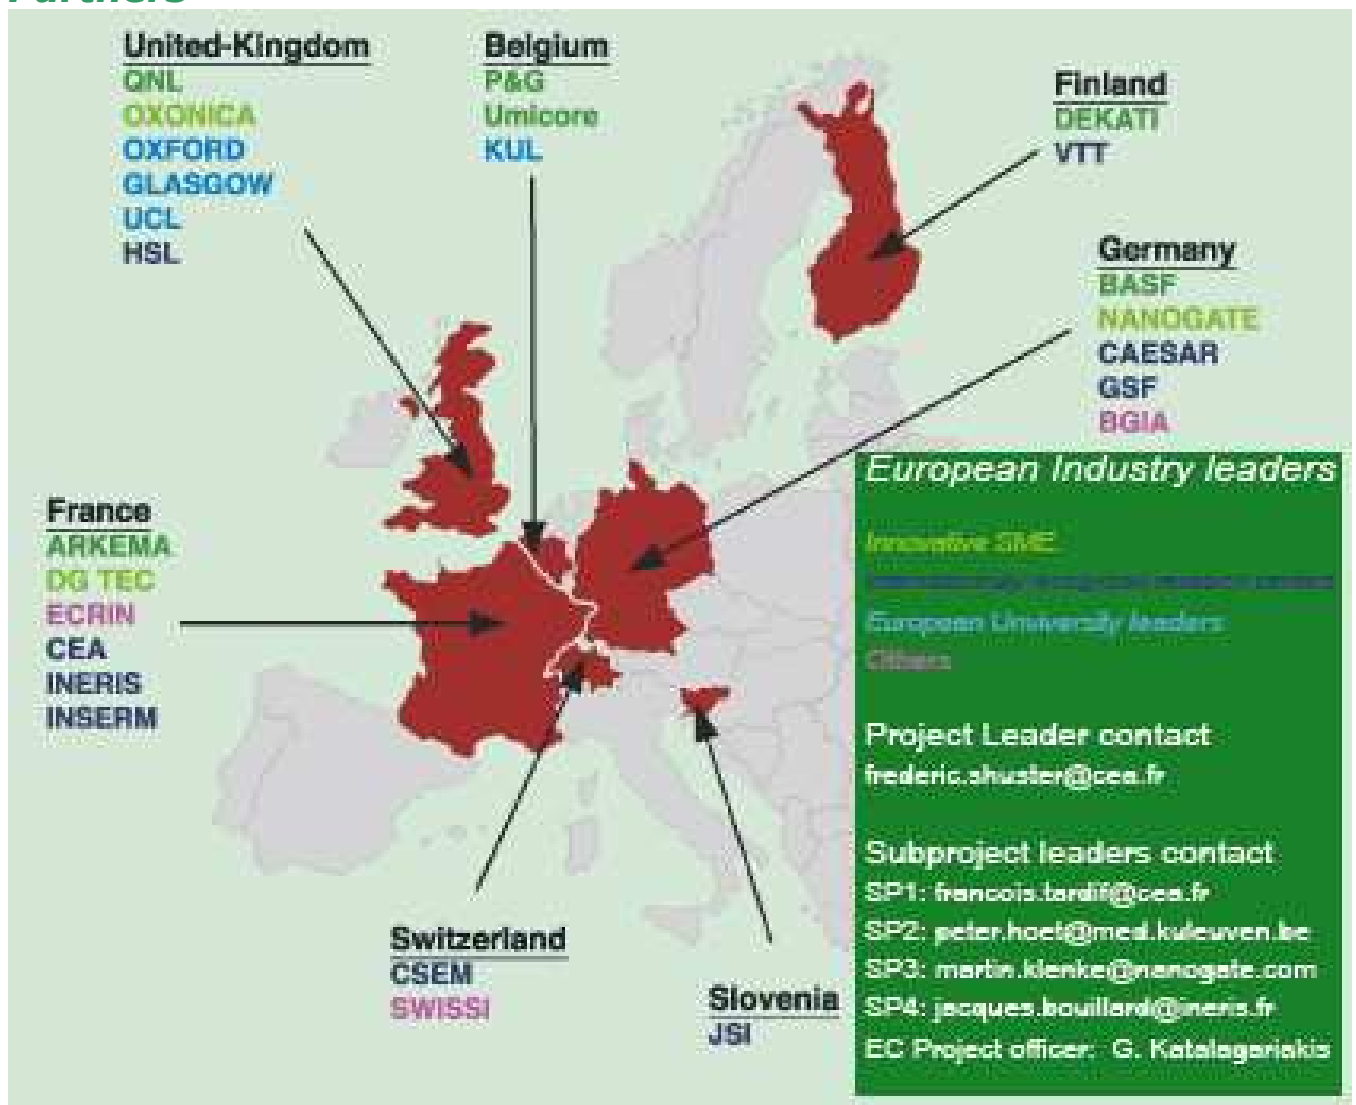 Partners
United-Kingdom
QNL
OXONICA
OXFORD
GLASGOW
UCL
HSL
Belgium
P&G
Umicore
KUL
Finland
DEKATI
VTT
Germany
BASF
NANOGATE
CAESAR
GSF
BGIA
France
ARKEMA
DG TEC
ECRIN
CEA
INERIS
INSERM
Switzerland
CSEM
SWISSI
Slovenia
JSI
European Industry leaders
Innovative SME
European University leaders
Others
Project Leader contact
frederic.shuster@cea.fr
Subproject leaders contact
SP1: francois.tardif@cea.fr
SP2: peter.hoet@med.kuleuven.be
SP3: martin.klenke@nanogate.com
SP4: jacques.bouillard@ineris.fr
EC Project officer: G. Katalagariakis